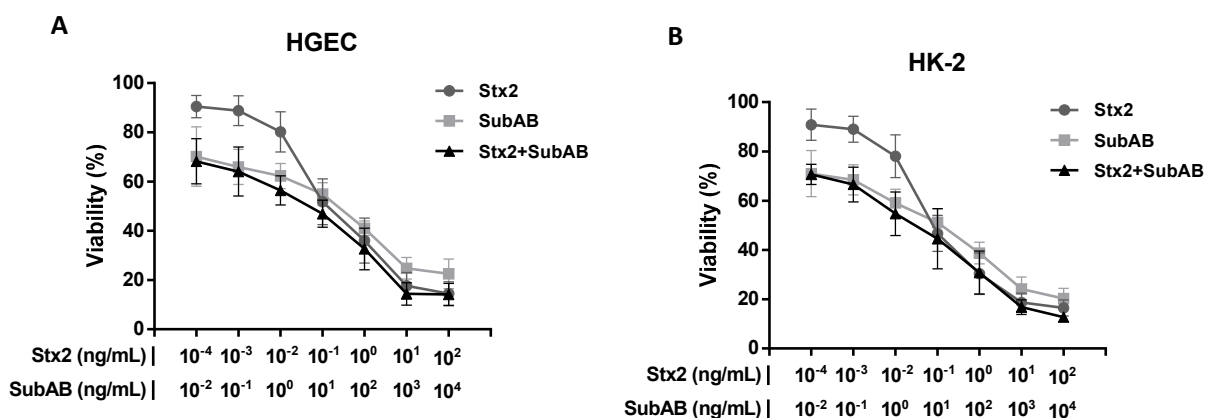 A
HGEC
Viability (%)
100
80
60
40
20
0
Stx2
SubAB
Stx2+SubAB
Stx2 (ng/mL) | 10⁻⁴ 10⁻³ 10⁻² 10⁻¹ 10⁰ 10¹ 10²
SubAB (ng/mL) | 10⁻² 10⁻¹ 10⁰ 10¹ 10² 10³ 10⁴
B
HK-2
Viability (%)
100
80
60
40
20
0
Stx2
SubAB
Stx2+SubAB
Stx2 (ng/mL) | 10⁻⁴ 10⁻³ 10⁻² 10⁻¹ 10⁰ 10¹ 10²
SubAB (ng/mL) | 10⁻² 10⁻¹ 10⁰ 10¹ 10² 10³ 10⁴